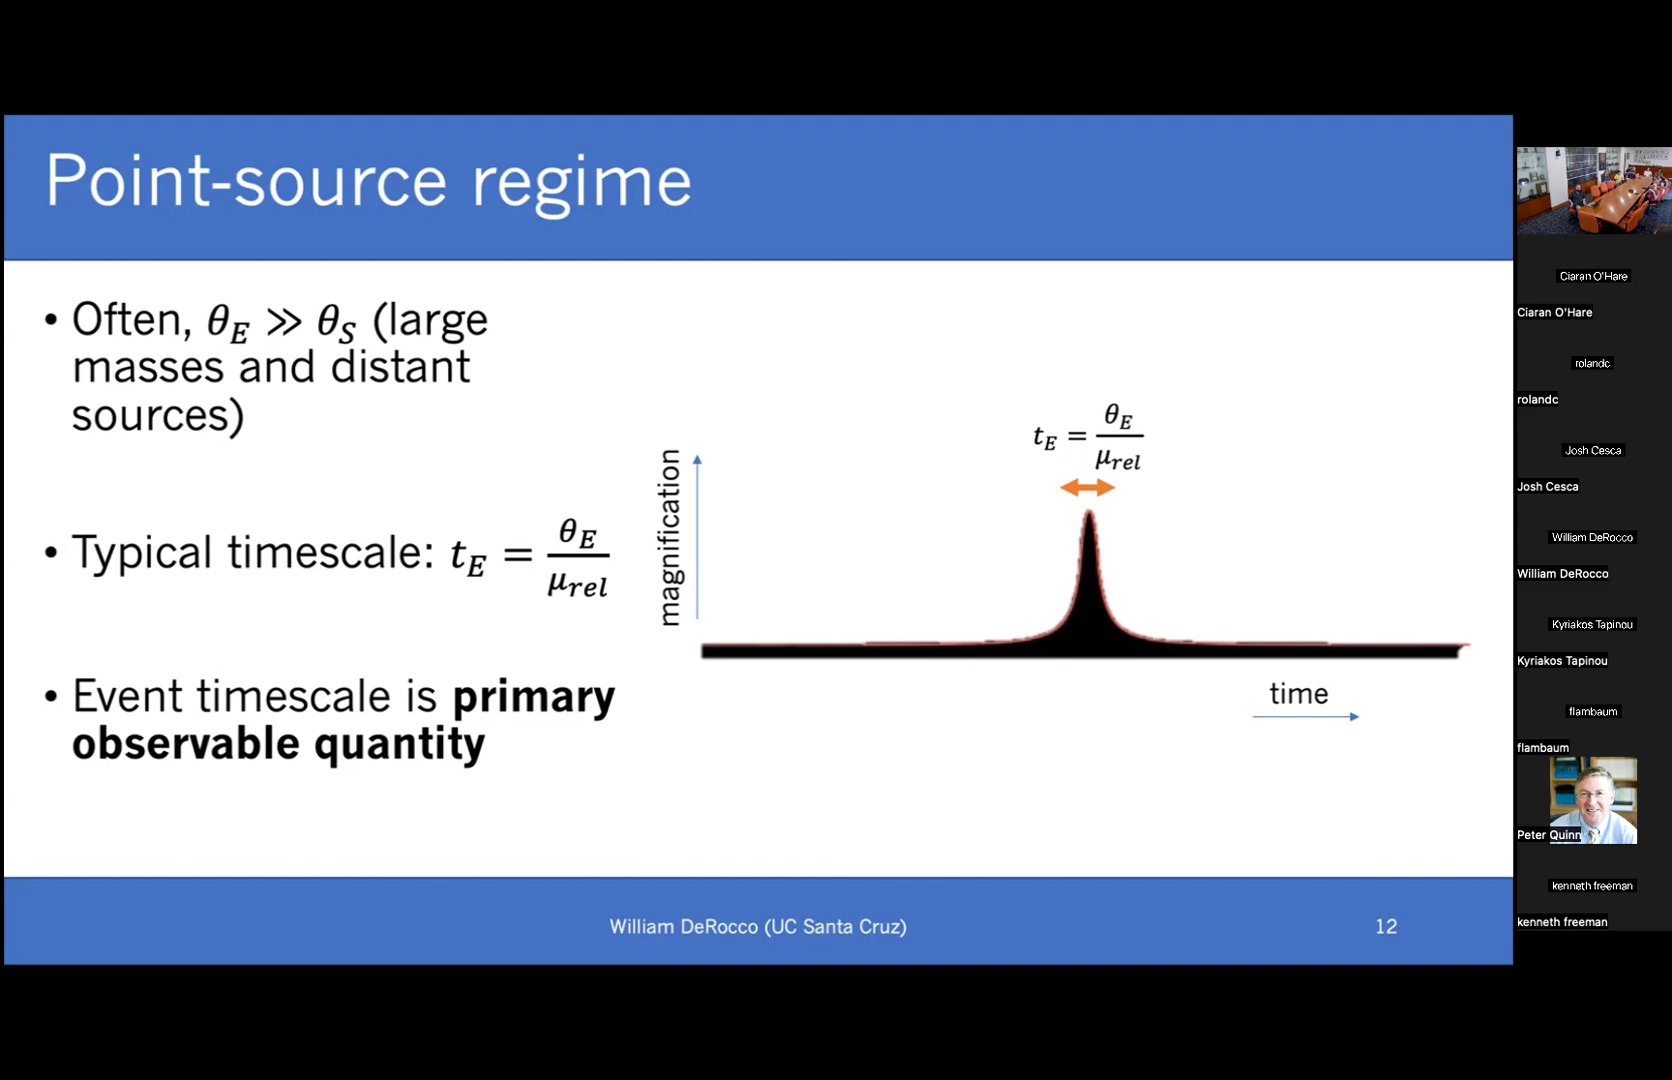 Point-source regime
• Often, θ_E ≫ θ_S (large
masses and distant
sources)
• Typical timescale: t_E = θ_E / μ_rel
• Event timescale is primary
observable quantity
magnification
t_E = θ_E / μ_rel
time
William DeRocco (UC Santa Cruz)
12
Ciaran O'Hare
Ciaran O'Hare
rolandc
rolandc
Josh Cesca
Josh Cesca
William DeRocco
William DeRocco
Kyriakos Tapinou
Kyriakos Tapinou
flambaum
flambaum
Peter Quinn
kenneth freeman
kenneth freeman